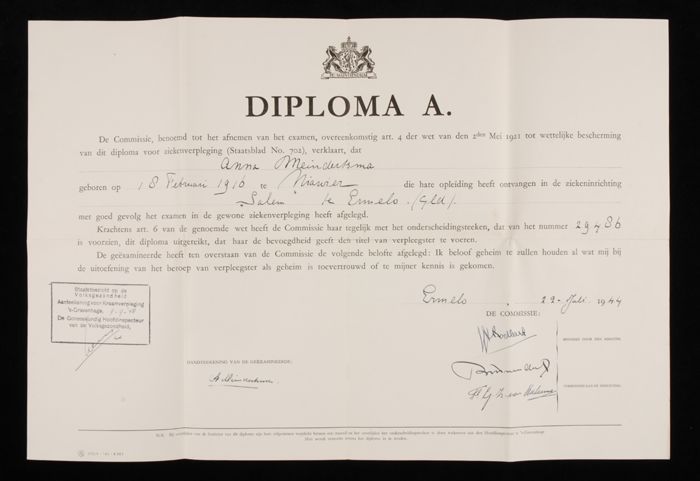 JE MAINTIENDRAI
DIPLOMA A.
De Commissie, benoemd tot het afnemen van het examen, overeenkomstig art. 4 der wet van den 2den Mei 1921 tot wettelijke bescherming
van dit diploma voor ziekenverpleging (Staatsblad No. 702), verklaart, dat
Anna Meindertsma
geboren op 18 Februari 1916 te die hare opleiding heeft ontvangen in de ziekeninrichting
"Salem" te Ermelo (Gld).
met goed gevolg het examen in de gewone ziekenverpleging heeft afgelegd.
Krachtens art. 6 van de genoemde wet heeft de Commissie haar tegelijk met het onderscheidingsteeken, dat van het nummer 29486
is voorzien, dit diploma uitgereikt, dat haar de bevoegdheid geeft den titel van verpleegster te voeren.
De geëxamineerde heeft ten overstaan van de Commissie de volgende belofte afgelegd: Ik beloof geheim te zullen houden al wat mij bij
de uitoefening van het beroep van verpleegster als geheim is toevertrouwd of te mijner kennis is gekomen.
Ermelo, 22 Juli 1944
DE COMMISSIE:
Staatstoezicht op de
Volksgezondheid
Aanteekening voor Kraamverpleging
's-Gravenhage,
De Geneeskundig Hoofdinspecteur
van de Volksgezondheid,
HANDTEEKENING VAN DE GEËXAMINEERDE:
A Meindertsma